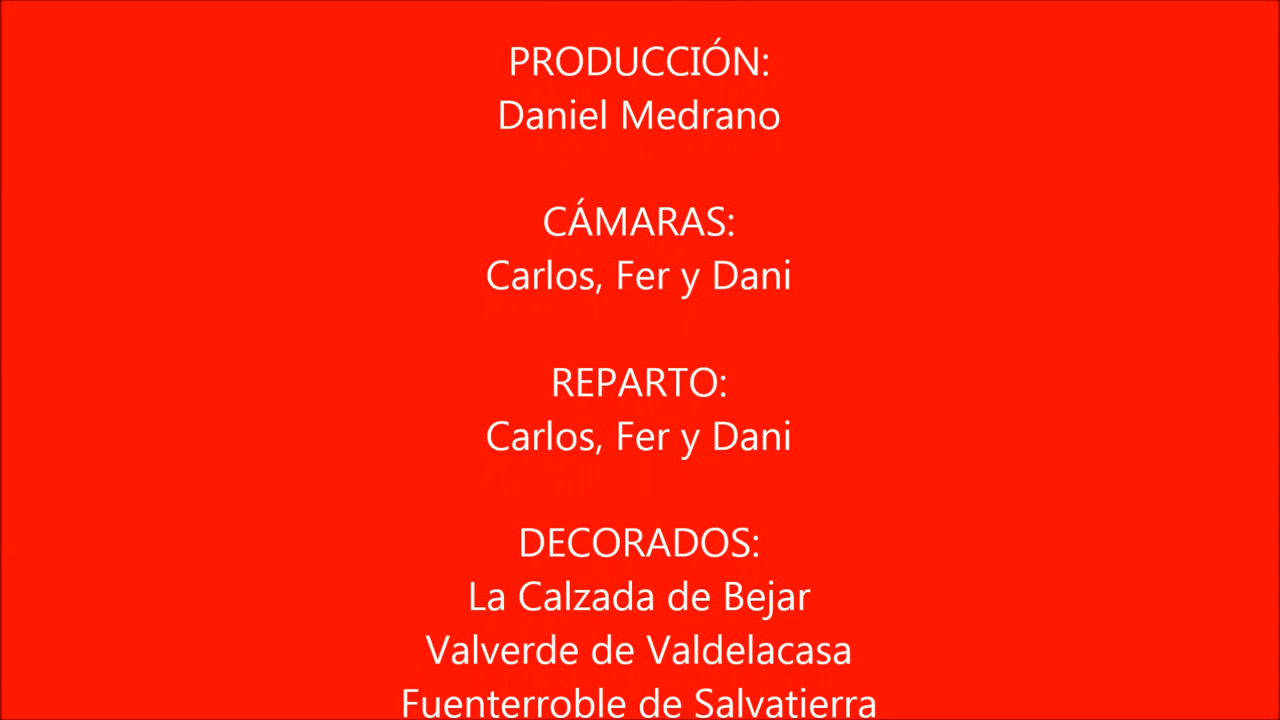 PRODUCCIÓN:
Daniel Medrano
CÁMARAS:
Carlos, Fer y Dani
REPARTO:
Carlos, Fer y Dani
DECORADOS:
La Calzada de Bejar
Valverde de Valdelacasa
Fuenterroble de Salvatierra